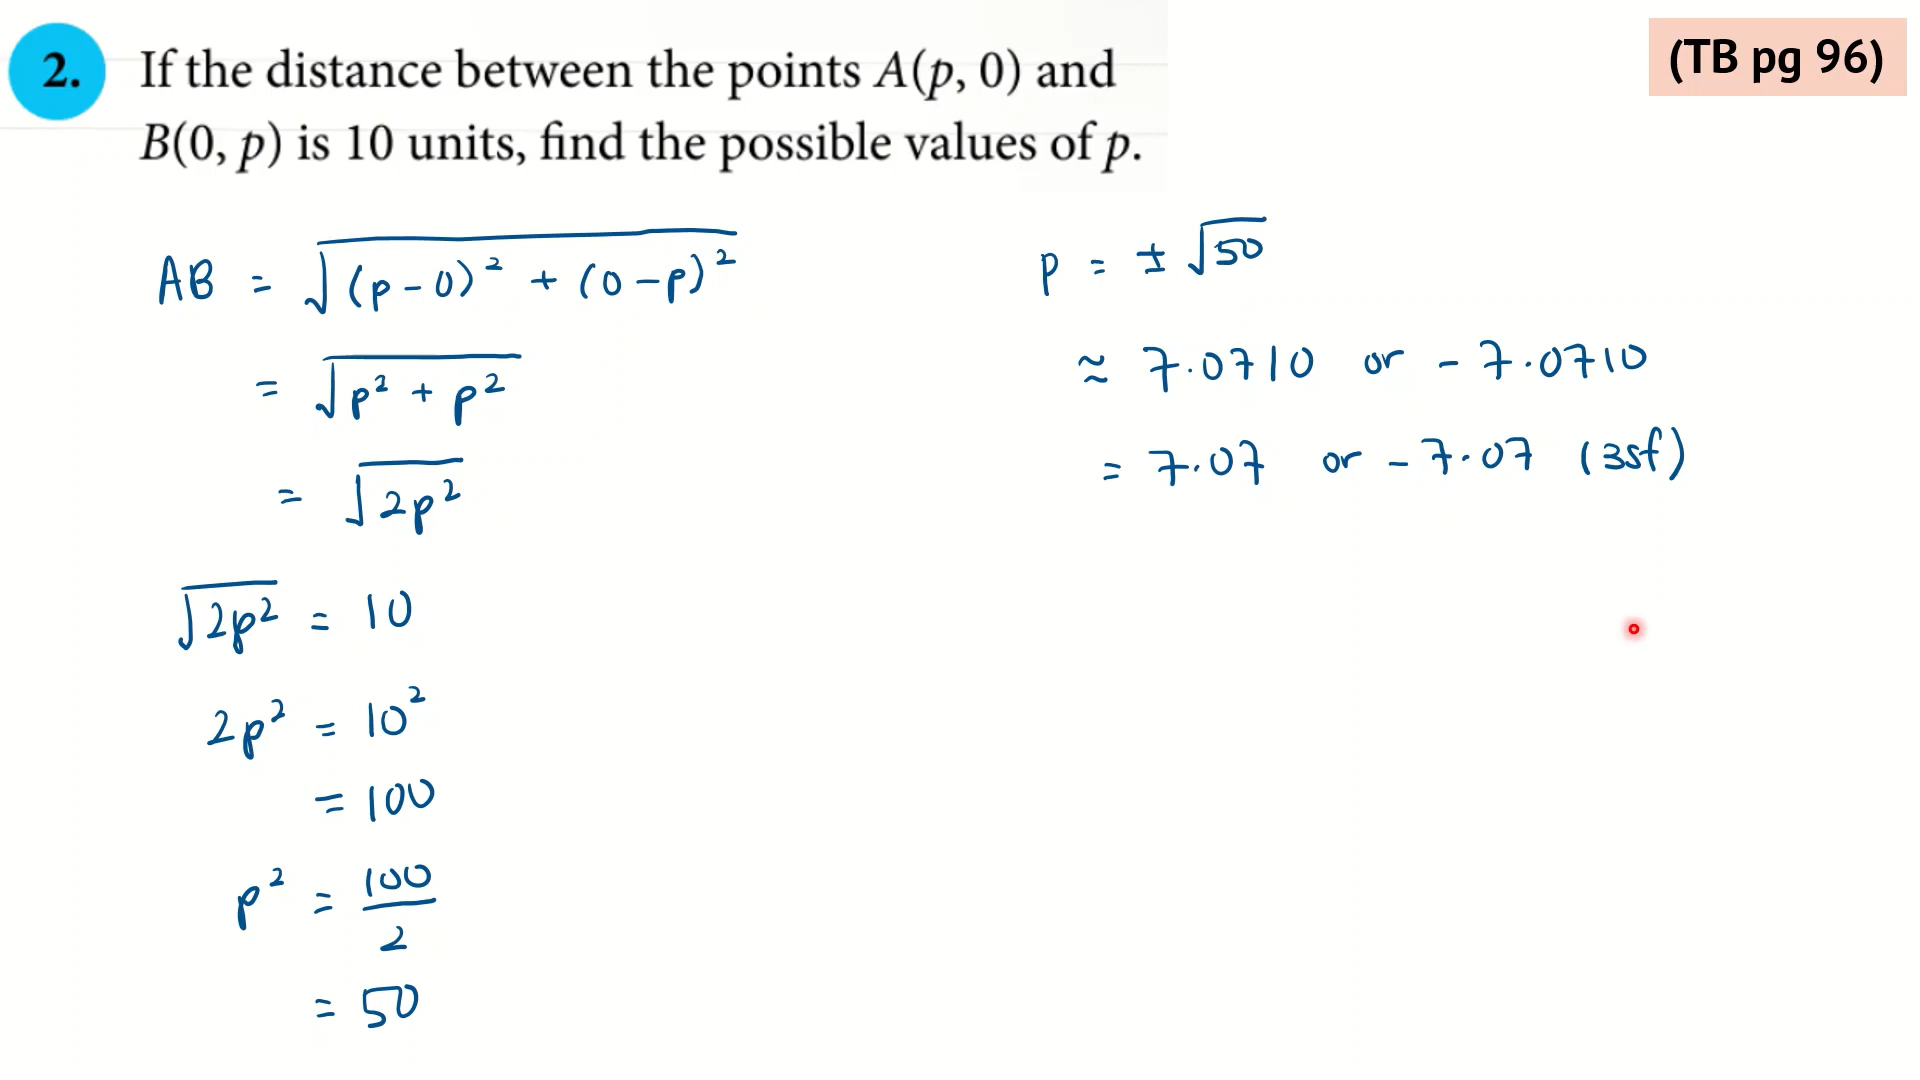 2. If the distance between the points A(p, 0) and
B(0, p) is 10 units, find the possible values of p.
(TB pg 96)
AB = √((p - 0)² + (0 - p)²)
= √(p² + p²)
= √(2p²)
√(2p²) = 10
2p² = 10²
= 100
p² = 100/2
= 50
p = ± √50
≈ 7.0710 or - 7.0710
= 7.07 or - 7.07 (3sf)